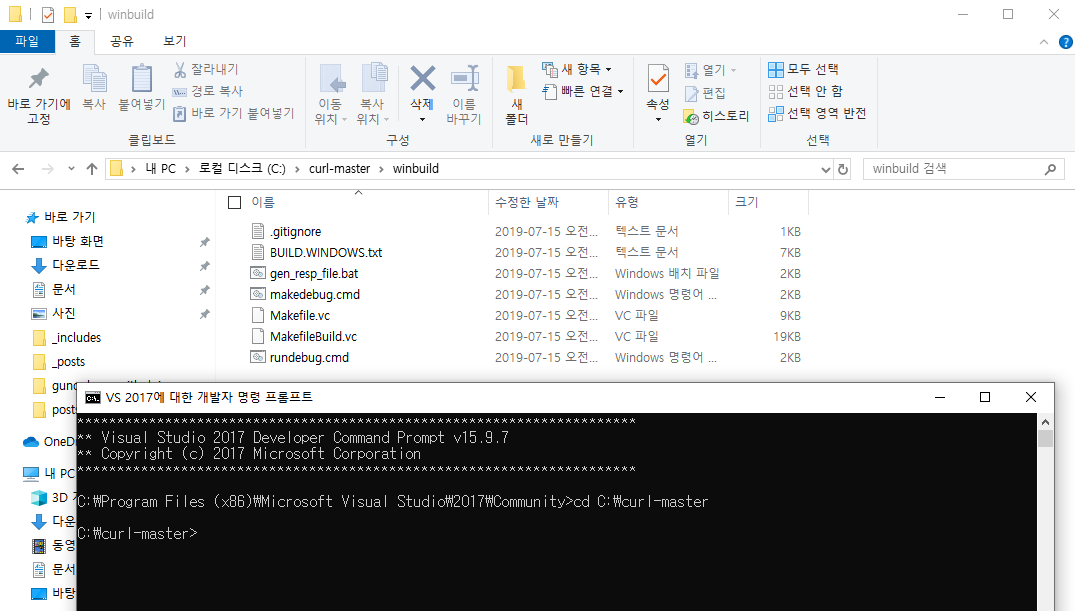 winbuild
파일 홈 공유 보기
바로 가기에 고정
복사
붙여넣기
잘라내기
경로 복사
바로 가기 붙여넣기
클립보드
이동 위치
복사 위치
삭제
이름 바꾸기
구성
새 폴더
새 항목
빠른 연결
새로 만들기
속성
열기
편집
히스토리
열기
모두 선택
선택 안 함
선택 영역 반전
선택
내 PC > 로컬 디스크 (C:) > curl-master > winbuild
winbuild 검색
바로 가기
바탕 화면
다운로드
문서
사진
_includes
_posts
OneD
내 PC
3D
다운
동영
문서
바탕
이름 수정한 날짜 유형 크기
.gitignore 2019-07-15 오전... 텍스트 문서 1KB
BUILD.WINDOWS.txt 2019-07-15 오전... 텍스트 문서 7KB
gen_resp_file.bat 2019-07-15 오전... Windows 배치 파일 2KB
makedebug.cmd 2019-07-15 오전... Windows 명령어 ... 2KB
Makefile.vc 2019-07-15 오전... VC 파일 9KB
MakefileBuild.vc 2019-07-15 오전... VC 파일 19KB
rundebug.cmd 2019-07-15 오전... Windows 명령어 ... 2KB
VS 2017에 대한 개발자 명령 프롬프트
**********************************************************************
** Visual Studio 2017 Developer Command Prompt v15.9.7
** Copyright (c) 2017 Microsoft Corporation
**********************************************************************
C:₩Program Files (x86)₩Microsoft Visual Studio₩2017₩Community>cd C:₩curl-master
C:₩curl-master>